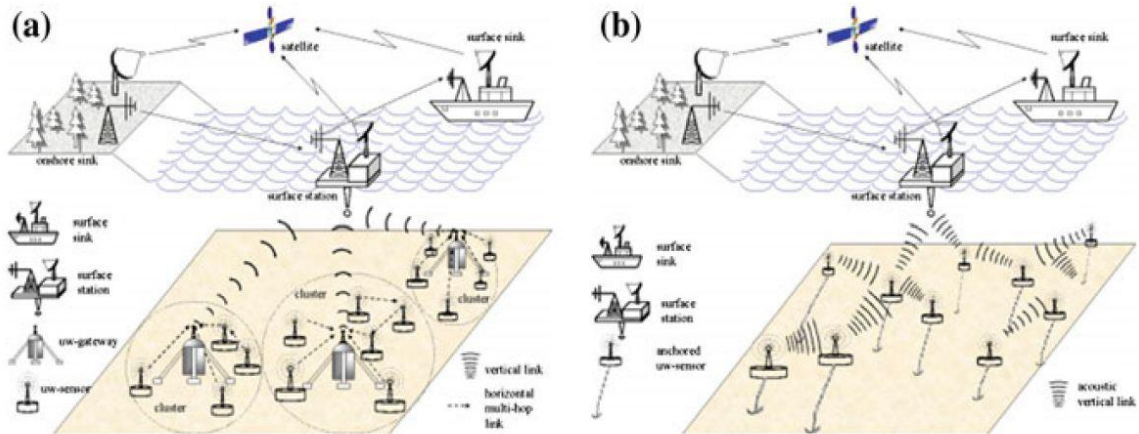 (a)
satellite
surface
sink
onshore sink
surface station
surface
sink
surface
station
uw-gateway
uw-sensor
cluster
cluster
cluster
vertical link
horizontal
multi-hop
link
(b)
satellite
surface
sink
onshore sink
surface station
surface
sink
surface
station
anchored
uw-sensor
acoustic
vertical link